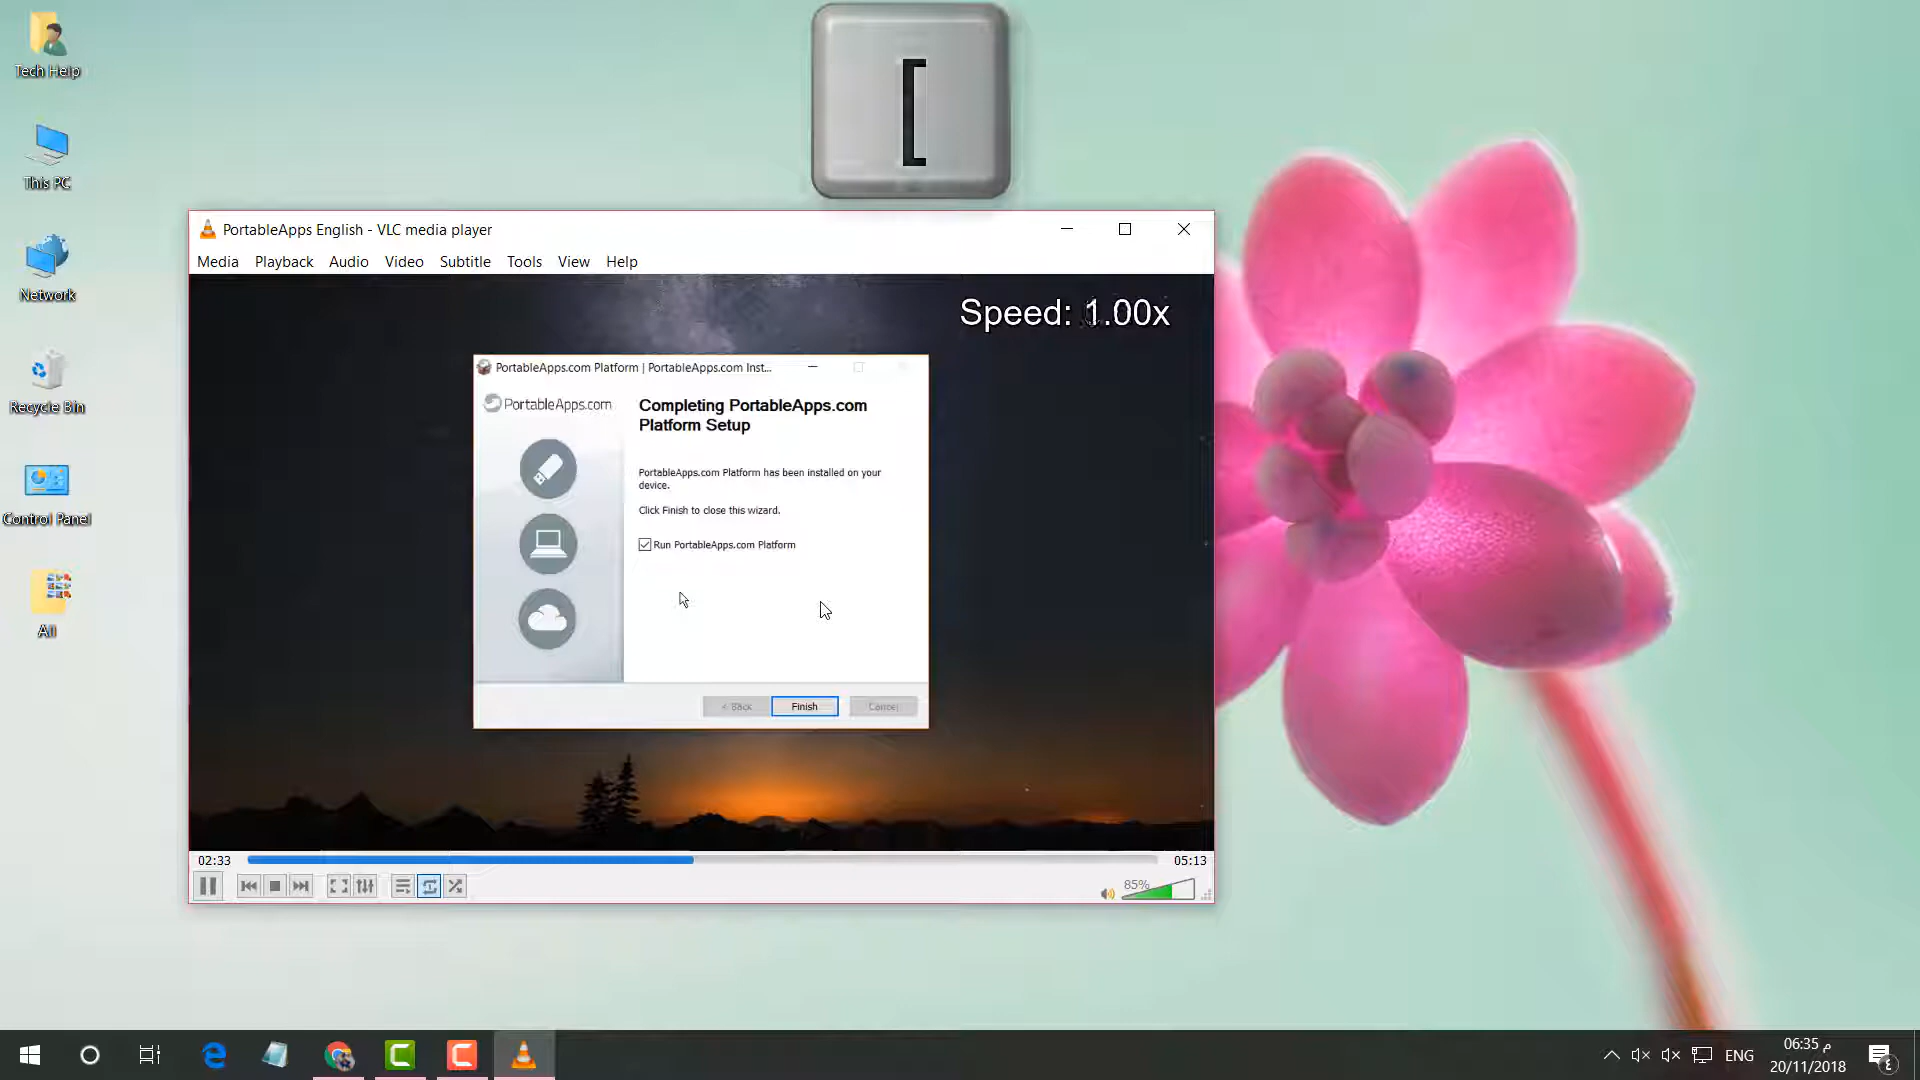 Tech Help
This PC
Network
Recycle Bin
Control Panel
All
[
PortableApps English - VLC media player
Media Playback Audio Video Subtitle Tools View Help
Speed: 1.00x
PortableApps.com Platform | PortableApps.com Inst...
PortableApps.com
Completing PortableApps.com
Platform Setup
PortableApps.com Platform has been installed on your
device.
Click Finish to close this wizard.
Run PortableApps.com Platform
< Back Finish Cancel
02:33
05:13
85%
ENG
06:35 م
20/11/2018
٤